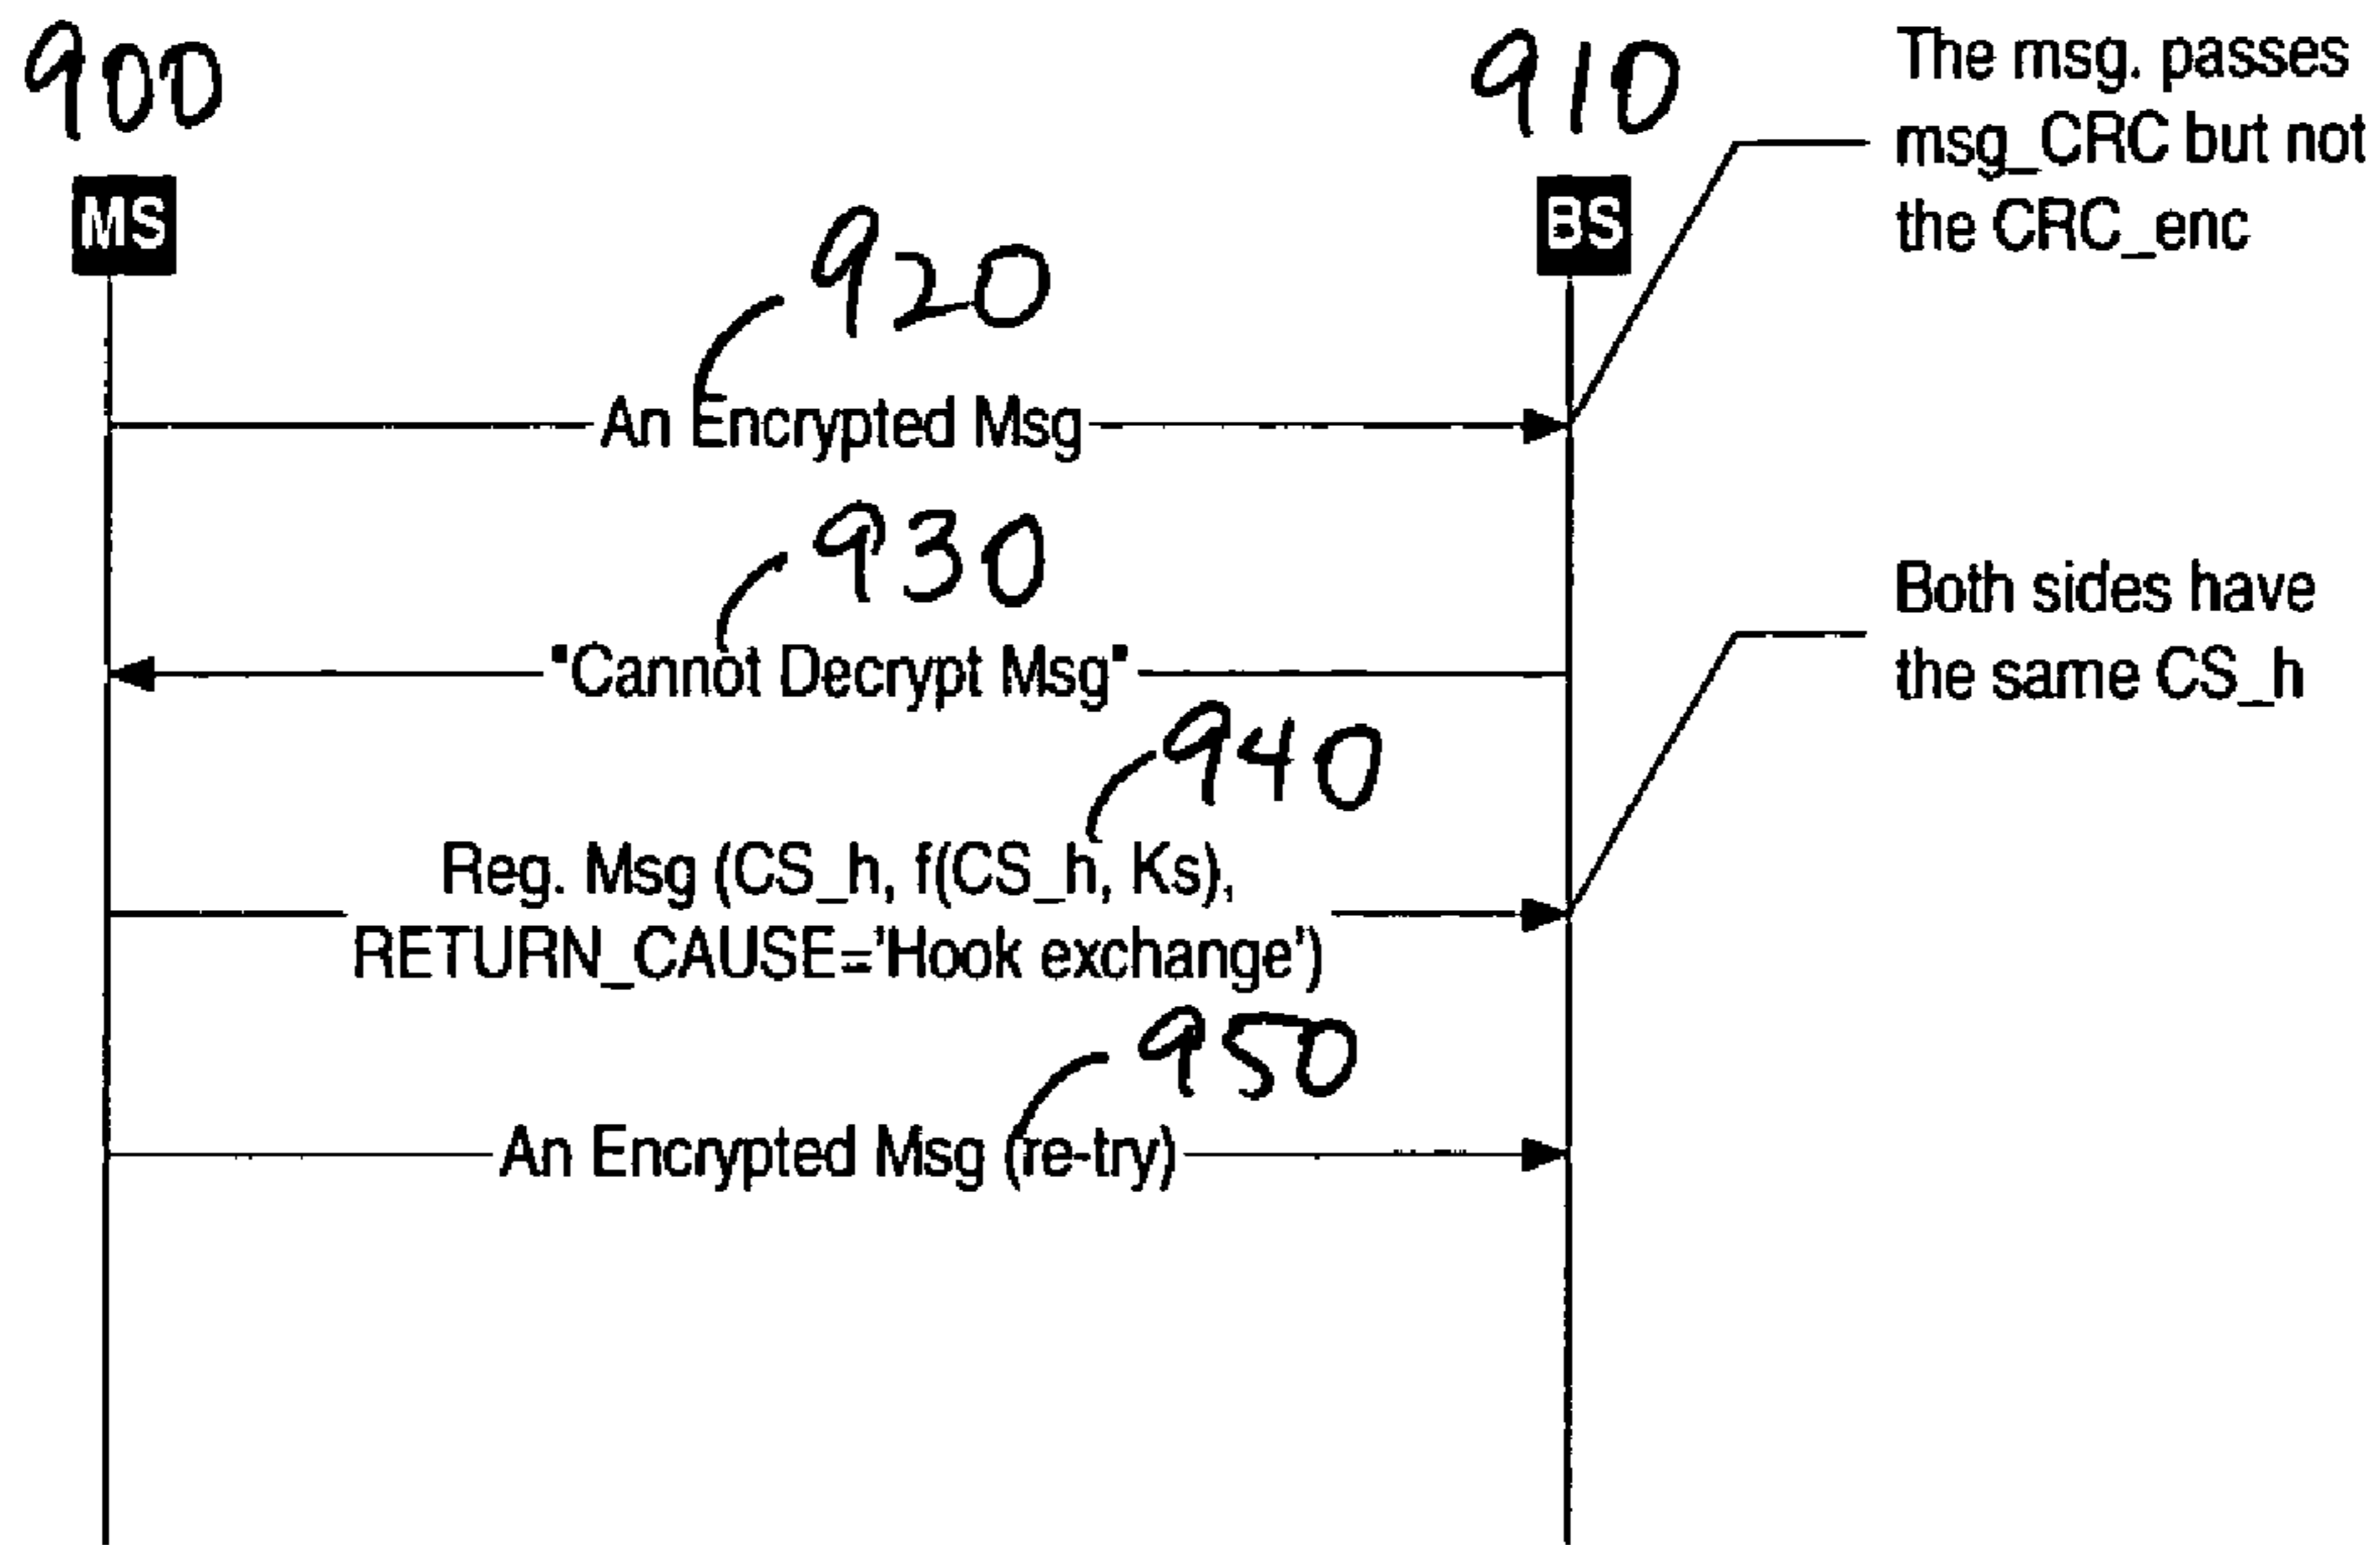 900
910
The msg. passes
msg_CRC but not
the CRC_enc
MS
BS
920
An Encrypted Msg
930
"Cannot Decrypt Msg"
Both sides have
the same CS_h
940
Reg. Msg (CS_h, f(CS_h, Ks),
RETURN_CAUSE='Hook exchange')
950
An Encrypted Msg (re-try)